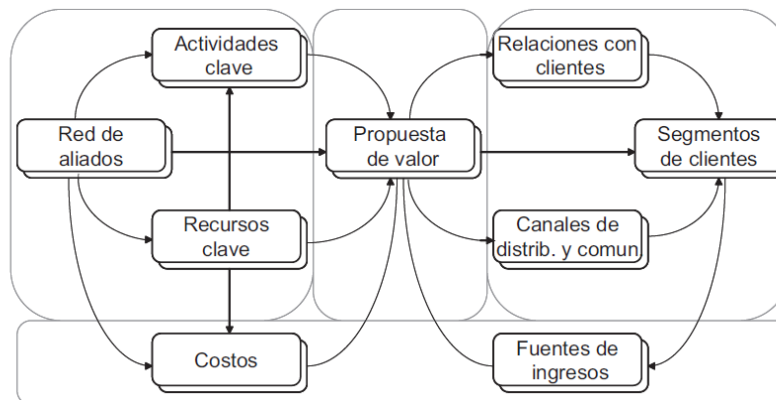 Actividades
clave
Relaciones con
clientes
Red de
aliados
Propuesta
de valor
Segmentos
de clientes
Recursos
clave
Canales de
distrib. y comun.
Costos
Fuentes de
ingresos